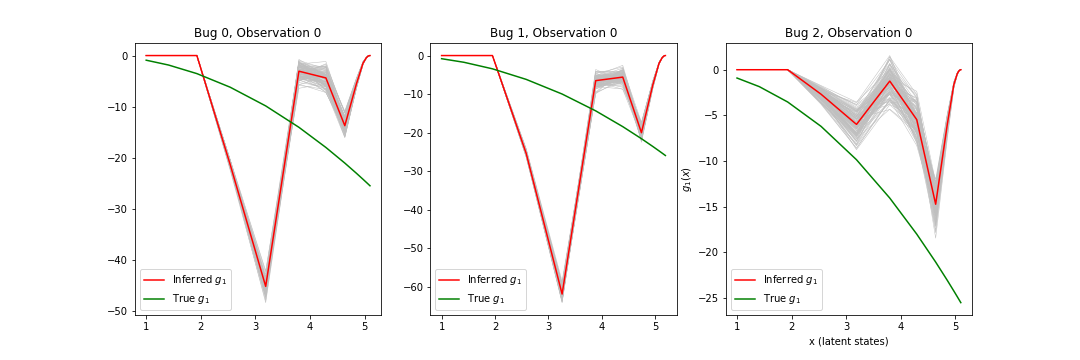 Bug 0, Observation 0
0
−10
−20
−30
−40
−50
1 2 3 4 5
Inferred g₁
True g₁
Bug 1, Observation 0
0
−10
−20
−30
−40
−50
−60
1 2 3 4 5
Inferred g₁
True g₁
Bug 2, Observation 0
g₁(x)
0
−5
−10
−15
−20
−25
1 2 3 4 5
x (latent states)
Inferred g₁
True g₁